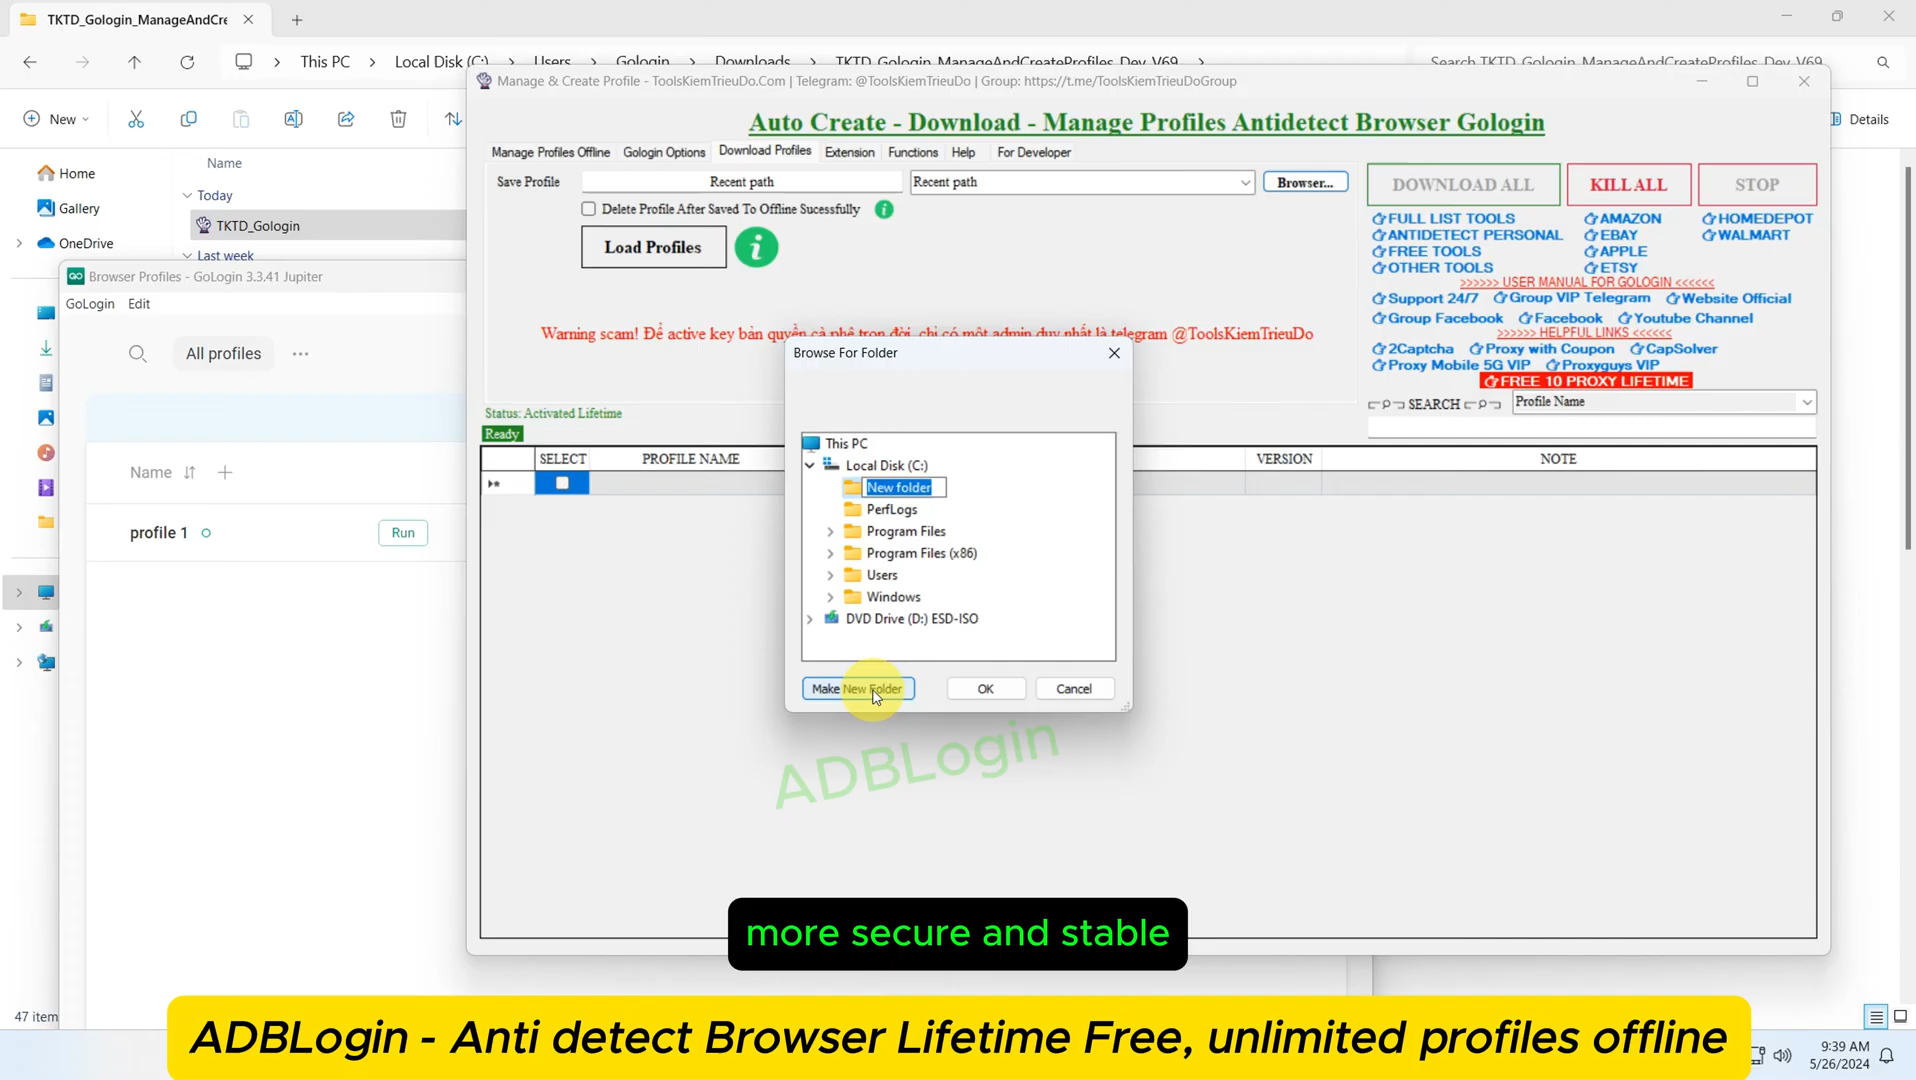 TKTD_Gologin_ManageAndCre
This PC
Local Disk (C:)
Users
Gologin
Downloads
TKTD_Gologin_ManageAndCreateProfiles_Dev_V69
Search TKTD_Gologin_ManageAndCreateProfiles_Dev_V69
Manage & Create Profile - ToolsKiemTrieuDo.Com | Telegram: @ToolsKiemTrieuDo | Group: https://t.me/ToolsKiemTrieuDoGroup
New
Details
Auto Create - Download - Manage Profiles Antidetect Browser Gologin
Manage Profiles Offline Gologin Options Download Profiles Extension Functions Help For Developer
Home
Gallery
OneDrive
Name
Today
TKTD_Gologin
Last week
Save Profile Recent path Recent path Browser...
Delete Profile After Saved To Offline Sucessfully
Load Profiles
DOWNLOAD ALL KILL ALL STOP
FULL LIST TOOLS AMAZON HOMEDEPOT
ANTIDETECT PERSONAL EBAY WALMART
FREE TOOLS APPLE
OTHER TOOLS ETSY
>>>>>> USER MANUAL FOR GOLOGIN <<<<<<
Support 24/7 Group VIP Telegram Website Official
Group Facebook Facebook Youtube Channel
>>>>>> HELPFUL LINKS <<<<<<
2Captcha Proxy with Coupon CapSolver
Proxy Mobile 5G VIP Proxyguys VIP
FREE 10 PROXY LIFETIME
SEARCH Profile Name
Warning scam! Để active key bản quyền cà phê trọn đời, chỉ có một admin duy nhất là telegram @ToolsKiemTrieuDo
Status: Activated Lifetime
Ready
SELECT PROFILE NAME VERSION NOTE
Browser Profiles - GoLogin 3.3.41 Jupiter
GoLogin Edit
All profiles
Name
profile 1 Run
Browse For Folder
This PC
Local Disk (C:)
New folder
PerfLogs
Program Files
Program Files (x86)
Users
Windows
DVD Drive (D:) ESD-ISO
Make New Folder OK Cancel
ADBLogin
more secure and stable
47 item
ADBLogin - Anti detect Browser Lifetime Free, unlimited profiles offline
9:39 AM
5/26/2024